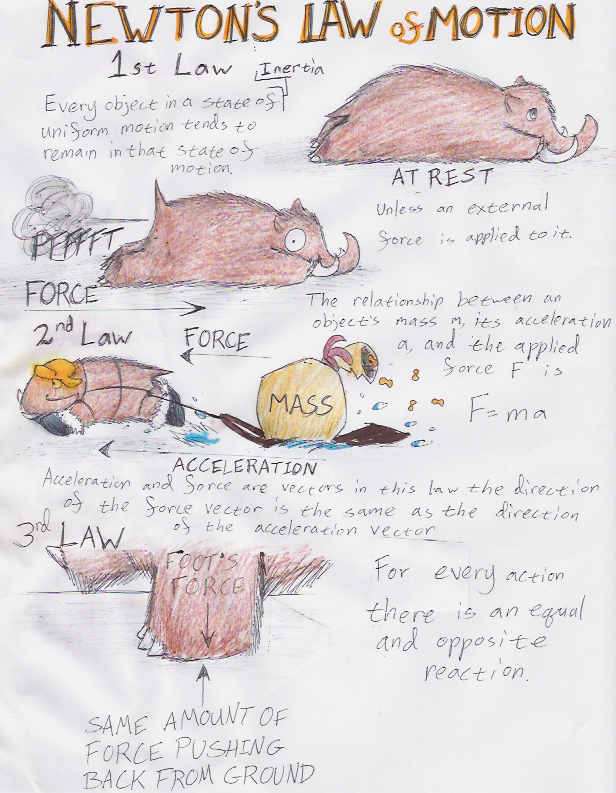 NEWTON'S LAW of MOTION
1st Law Inertia
Every object in a state of
uniform motion tends to
remain in that state of
motion.
AT REST
Unless an external
force is applied to it.
PFFFFT
FORCE
2nd Law
FORCE
The relationship between an
object's mass m, its acceleration
a, and the applied
force F is
F=ma
MASS
ACCELERATION
Acceleration and force are vectors in this law the direction
of the force vector is the same as the direction
of the acceleration vector
3rd LAW
FOOT'S
FORCE
For every action
there is an equal
and opposite
reaction.
SAME AMOUNT OF
FORCE PUSHING
BACK FROM GROUND